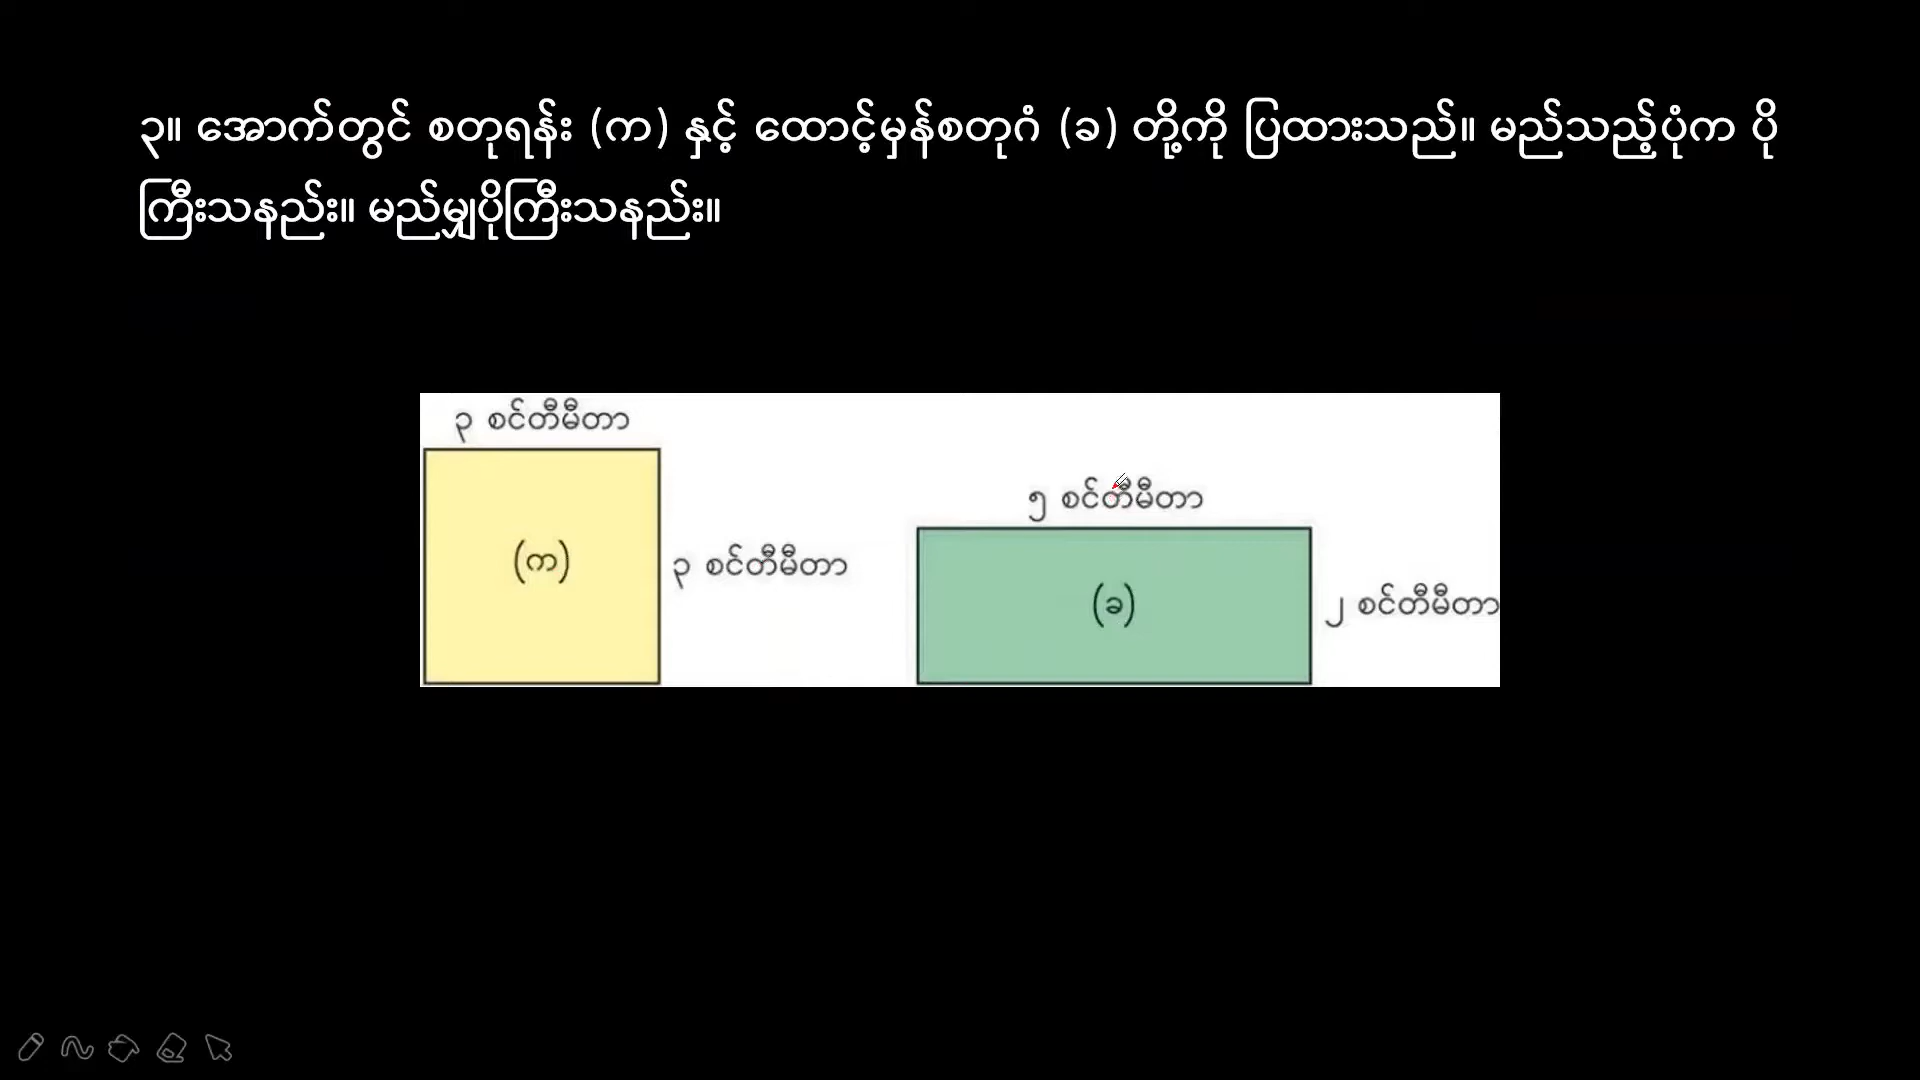 ၃။ အောက်တွင် စတုရန်း (က) နှင့် ထောင့်မှန်စတုဂံ (ခ) တို့ကို ပြထားသည်။ မည်သည့်ပုံက ပို
ကြီးသနည်း။ မည်မျှပိုကြီးသနည်း။
၃ စင်တီမီတာ
၅ စင်တီမီတာ
(က)
၃ စင်တီမီတာ
(ခ)
၂ စင်တီမီတာ